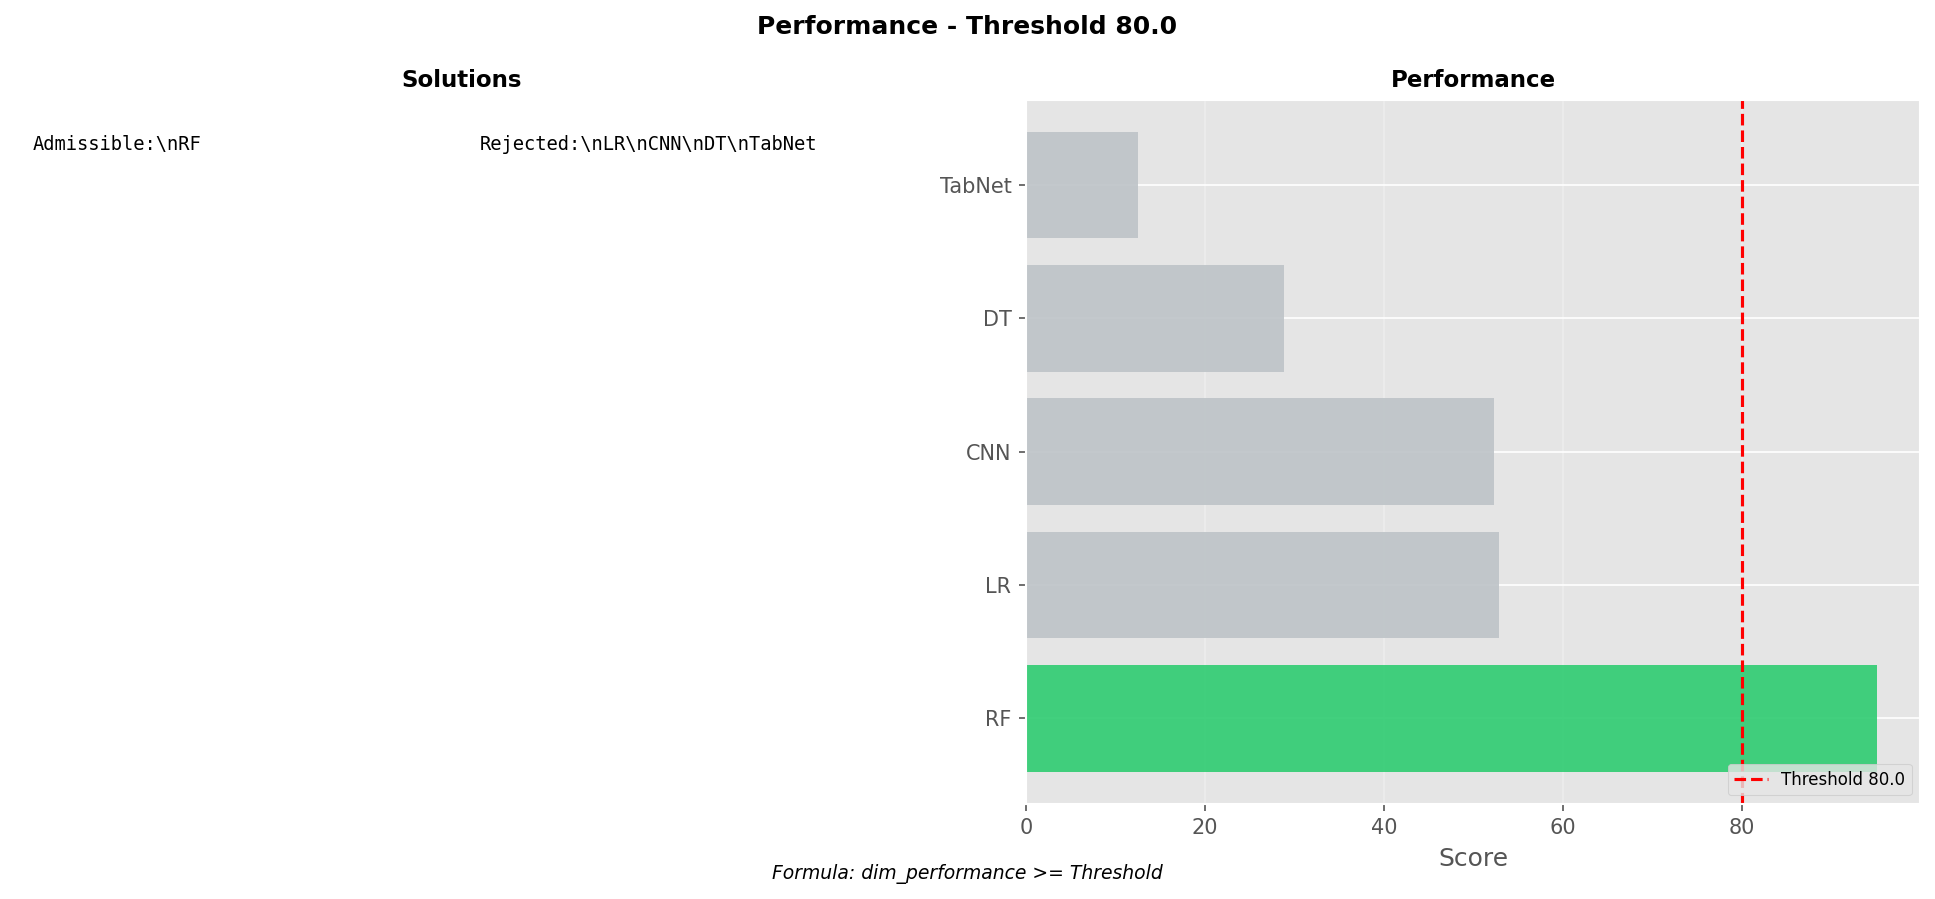 Performance - Threshold 80.0
Solutions
Admissible:\nRF
Rejected:\nLR\nCNN\nDT\nTabNet
Performance
TabNet
DT
CNN
LR
RF
Threshold 80.0
0 20 40 60 80
Score
Formula: dim_performance >= Threshold